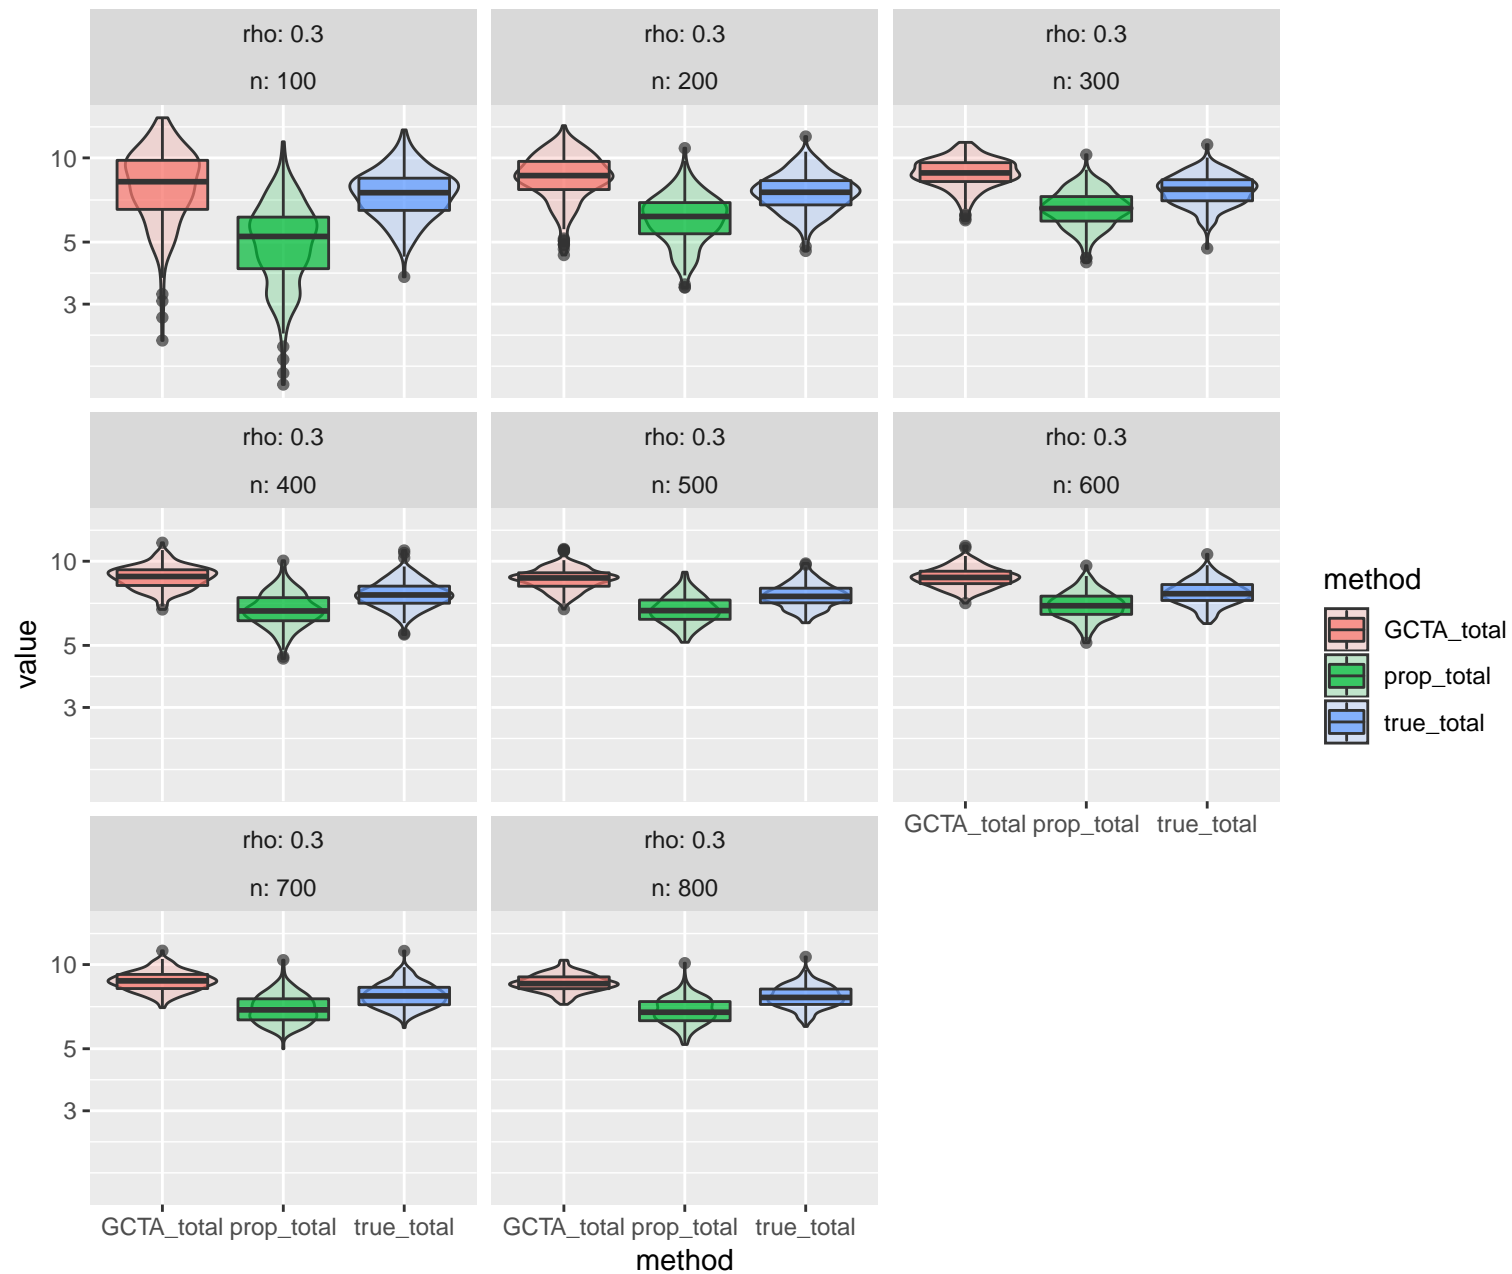 rho: 0.3
n: 100
rho: 0.3
n: 200
rho: 0.3
n: 300
10
5
3
rho: 0.3
n: 400
rho: 0.3
n: 500
rho: 0.3
n: 600
10
5
3
GCTA_total prop_total true_total
rho: 0.3
n: 700
rho: 0.3
n: 800
10
5
3
GCTA_total prop_total true_total
GCTA_total prop_total true_total
method
value
method
GCTA_total
prop_total
true_total